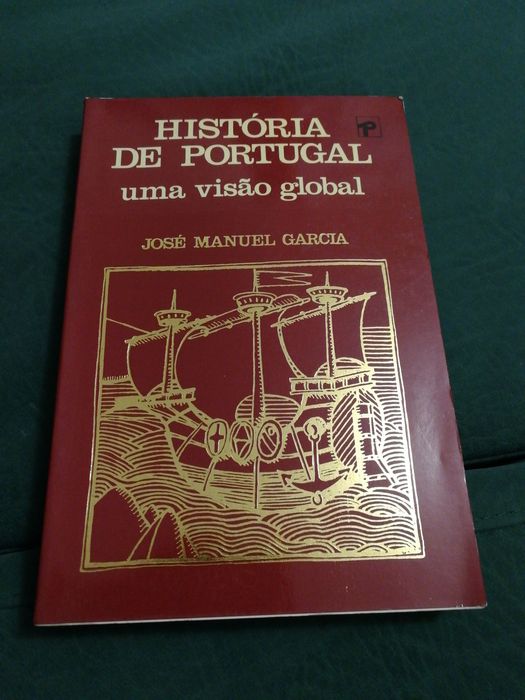 HISTÓRIA
DE PORTUGAL
uma visão global
JOSÉ MANUEL GARCIA
P